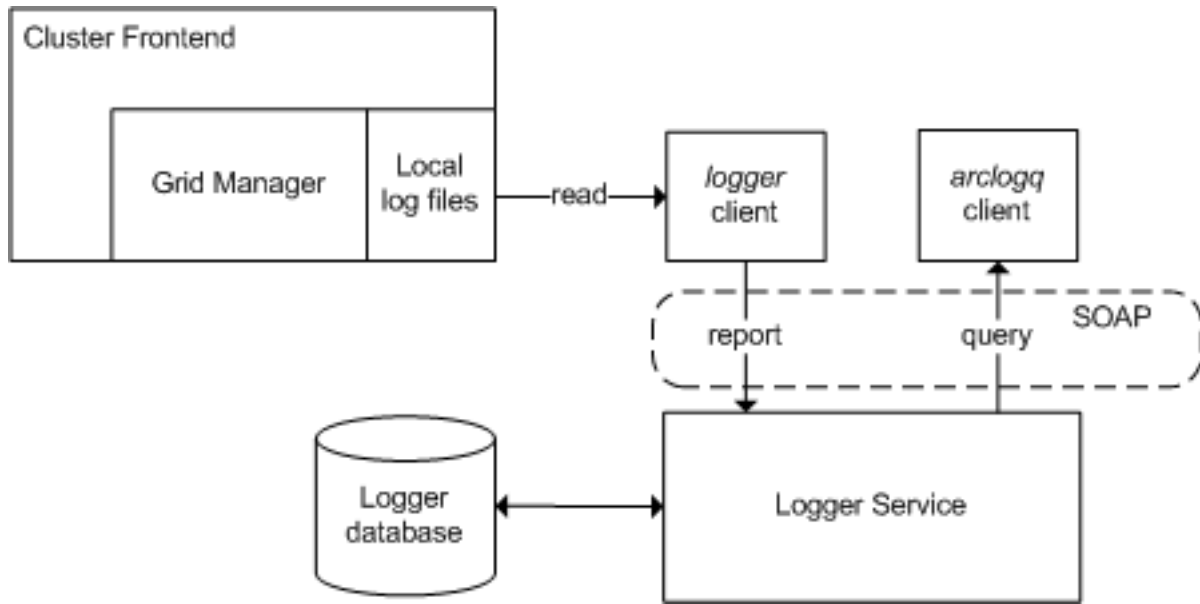 Cluster Frontend
Grid Manager
Local
log files
read
logger
client
arclogq
client
SOAP
report
query
Logger
database
Logger Service